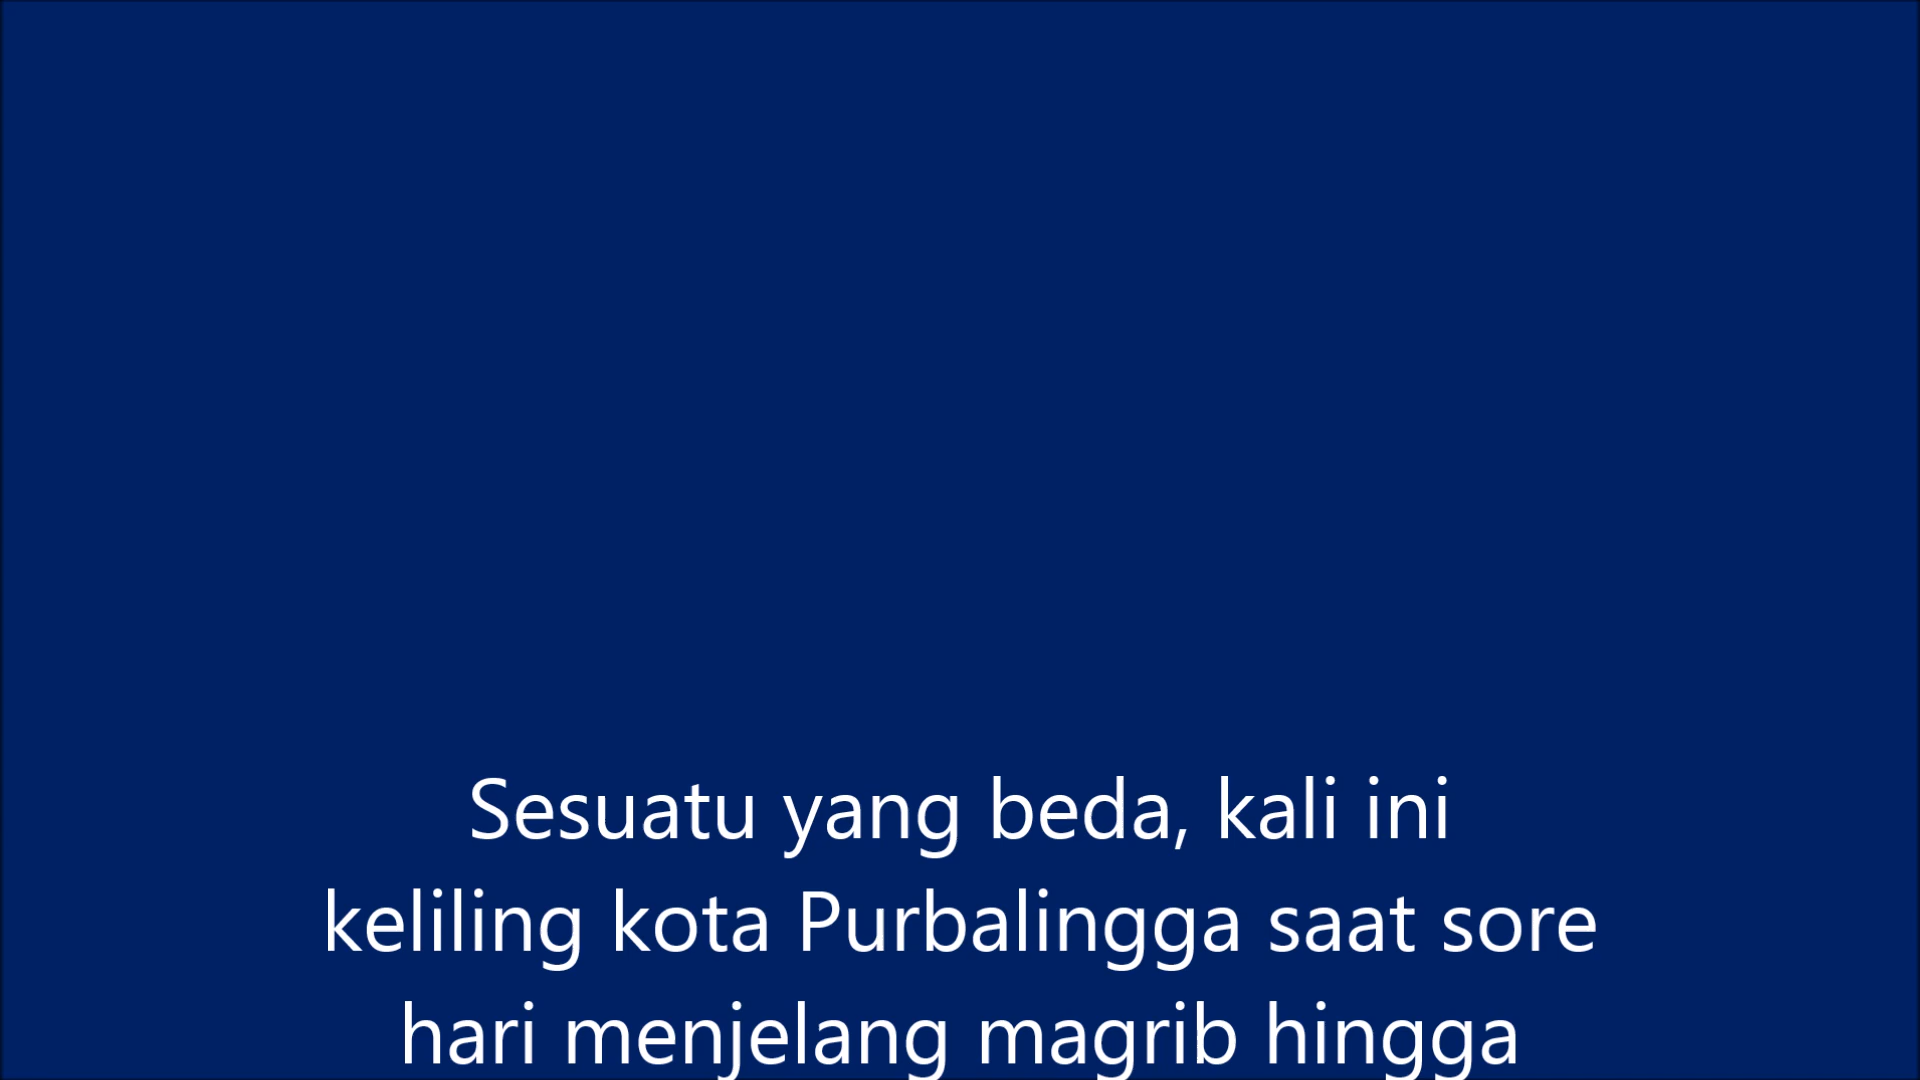 Sesuatu yang beda, kali ini
keliling kota Purbalingga saat sore
hari menjelang magrib hingga